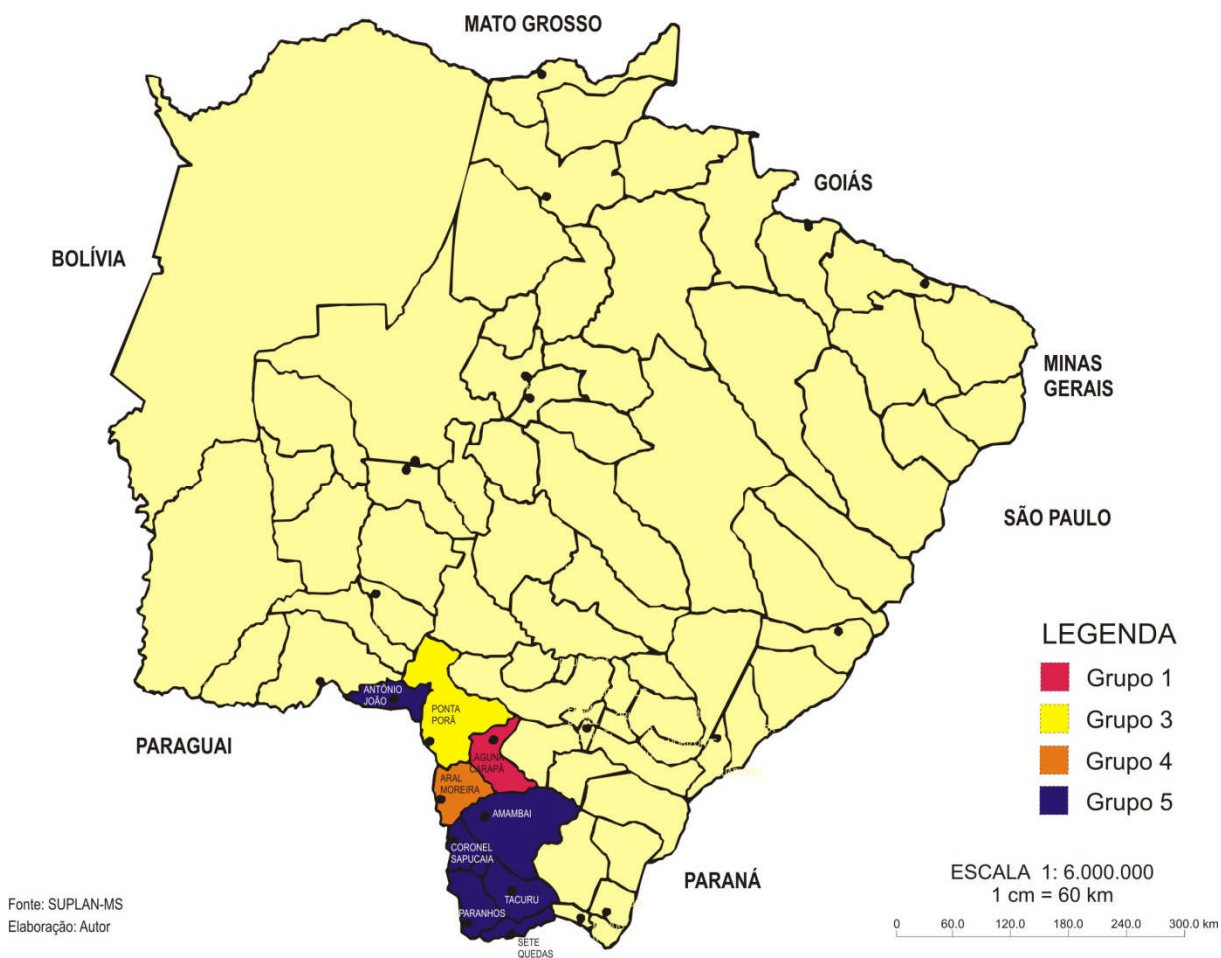 MATO GROSSO
GOIÁS
BOLÍVIA
MINAS
GERAIS
SÃO PAULO
LEGENDA
Grupo 1
Grupo 3
Grupo 4
Grupo 5
ANTÔNIO
JOÃO
PONTA
PORÃ
PARAGUAI
LAGUNA
CARAPÃ
ARAL
MOREIRA
AMAMBAI
CORONEL
SAPUCAIA
PARANÁ
TACURU
PARANHOS
SETE
QUEDAS
ESCALA 1: 6.000.000
1 cm = 60 km
0 60.0 120.0 180.0 240.0 300.0 km
Fonte: SUPLAN-MS
Elaboração: Autor